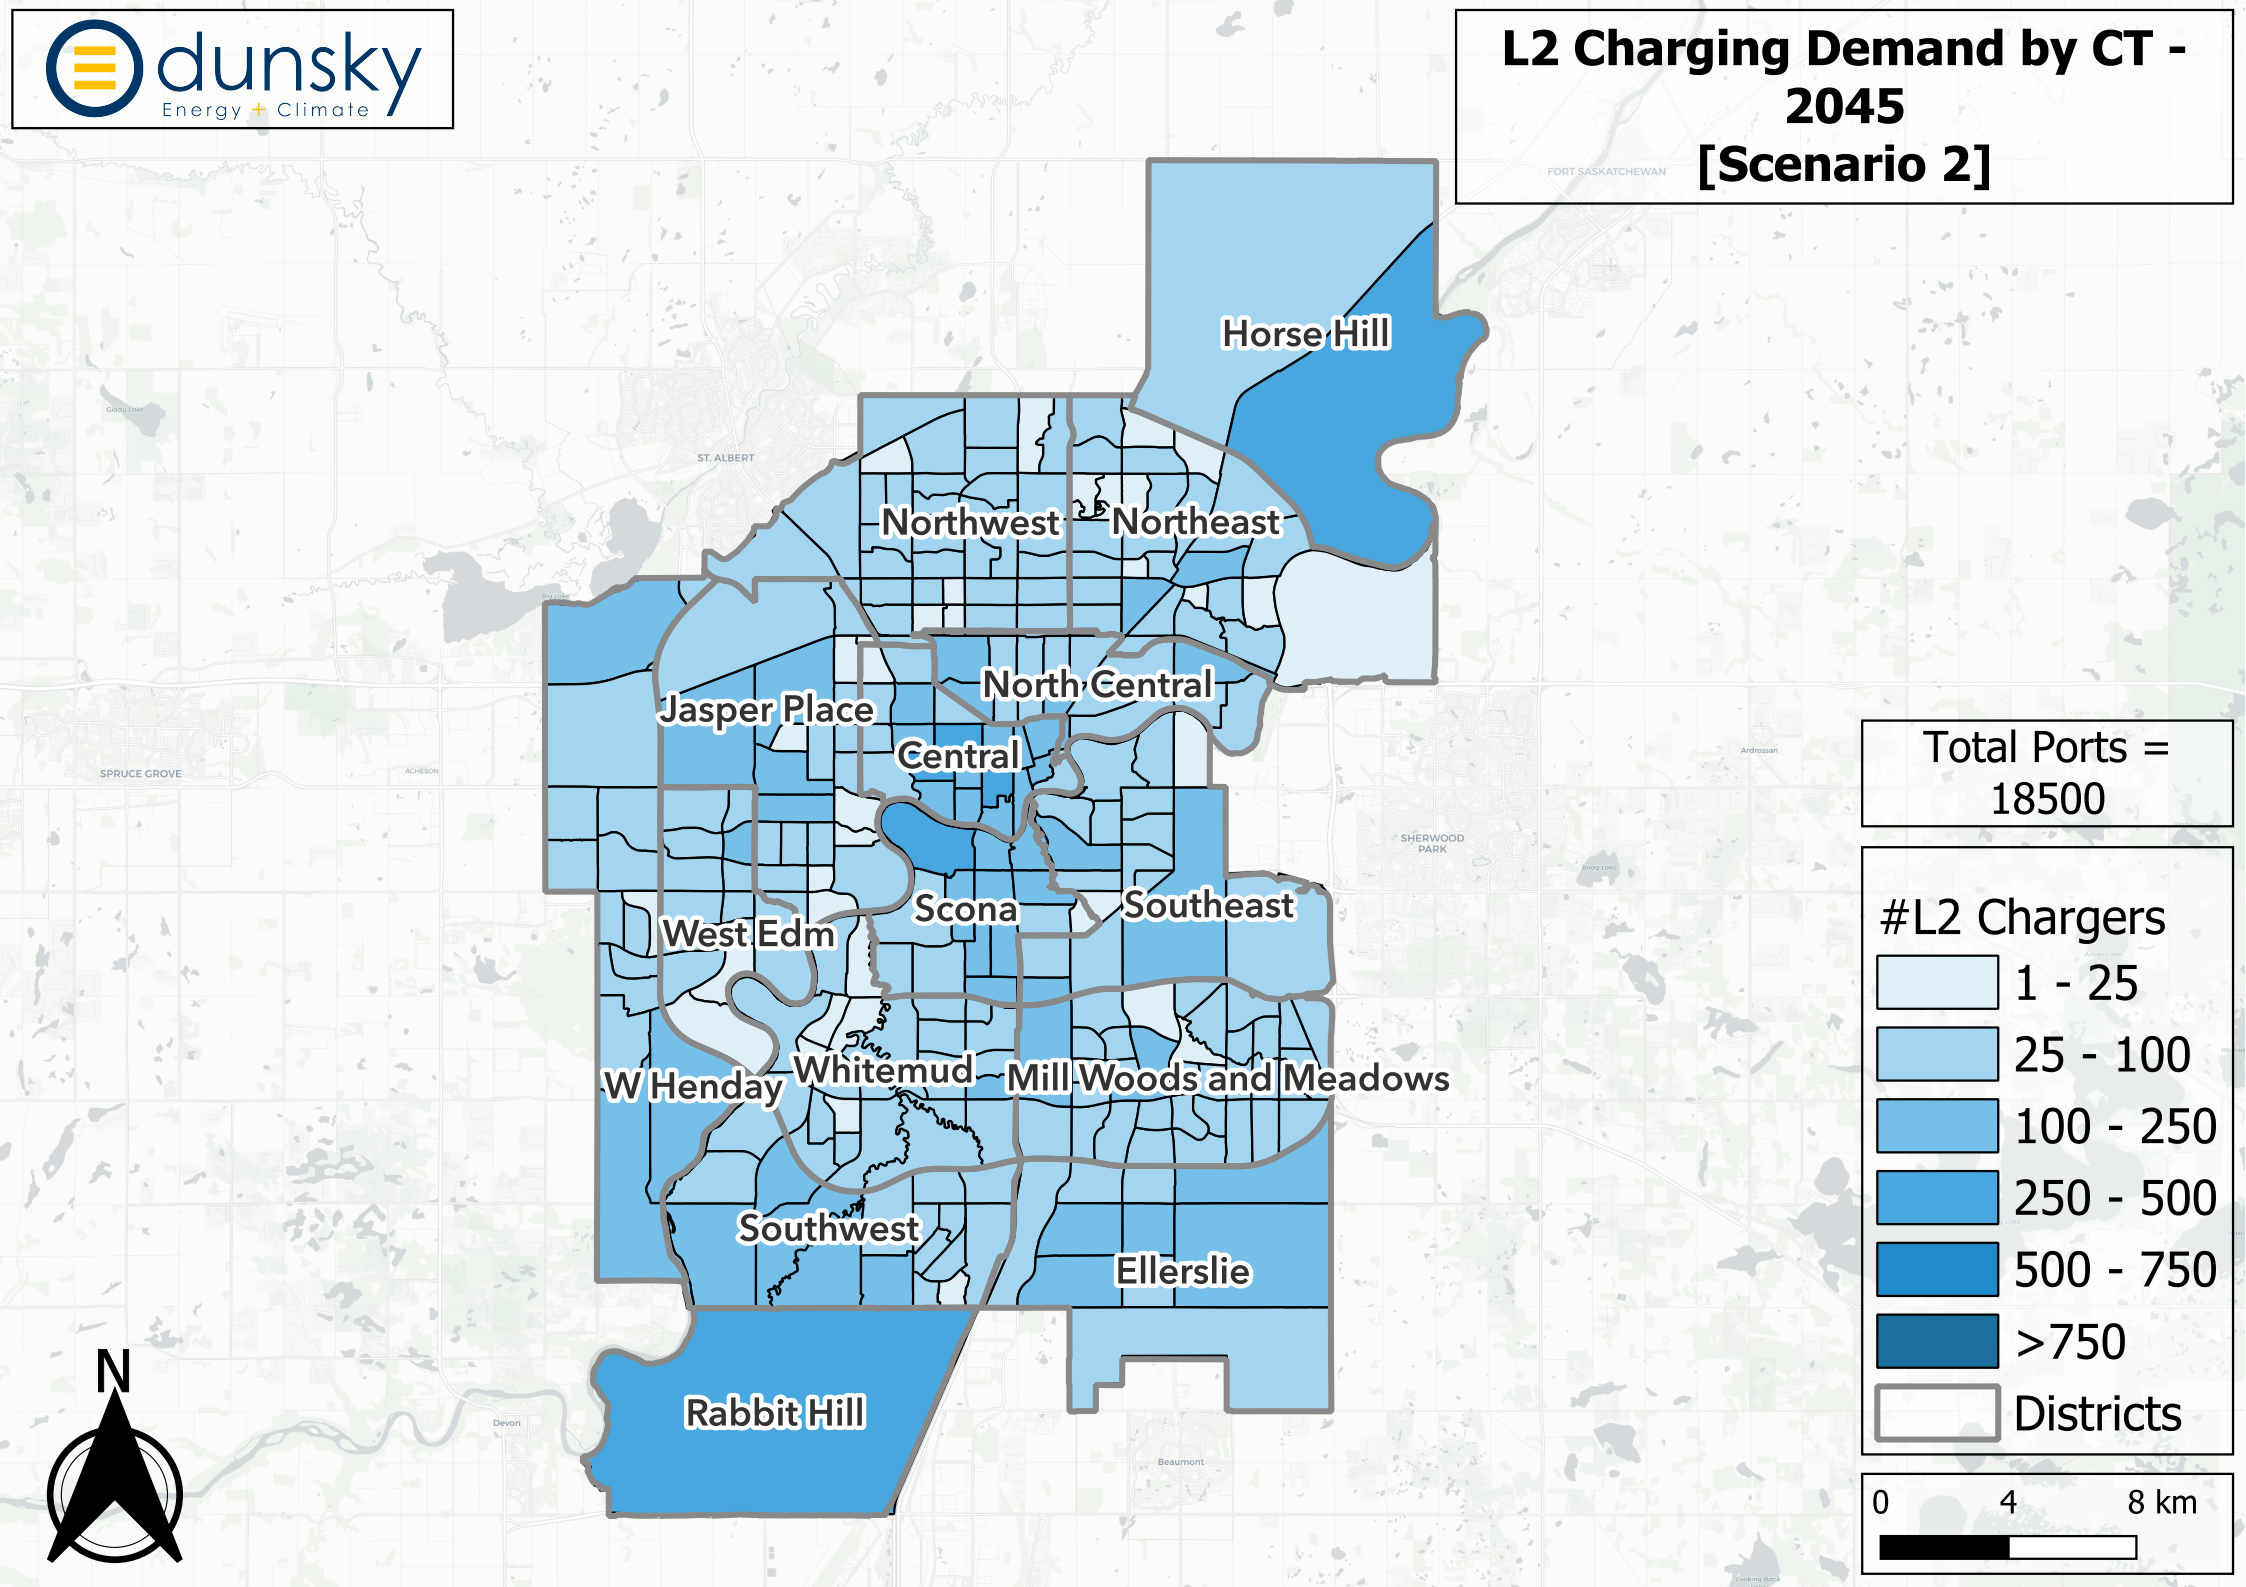 dunsky
Energy + Climate
L2 Charging Demand by CT -
2045
[Scenario 2]
FORT SASKATCHEWAN
Horse Hill
ST. ALBERT
Northwest
Northeast
Big Lake
North Central
Jasper Place
Central
SPRUCE GROVE
ACHESON
Ardrossan
Total Ports =
18500
SHERWOOD
PARK
Scona
Southeast
West Edm
Whitemud
W Henday
Mill Woods and Meadows
Southwest
Ellerslie
Rabbit Hill
Devon
Beaumont
#L2 Chargers
1 - 25
25 - 100
100 - 250
250 - 500
500 - 750
>750
Districts
N
0 4 8 km